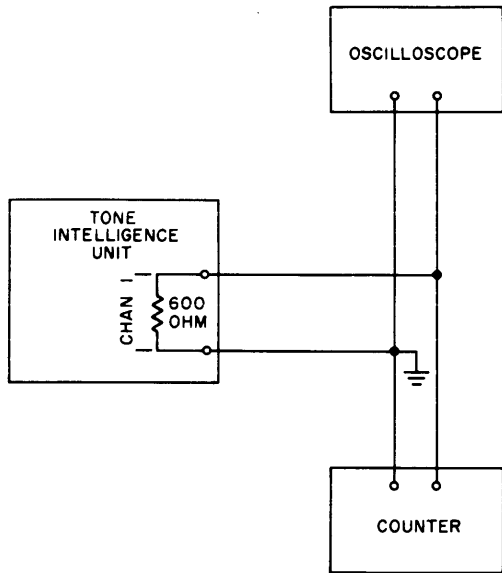 OSCILLOSCOPE
TONE
INTELLIGENCE
UNIT
CHAN 1
600
OHM
COUNTER